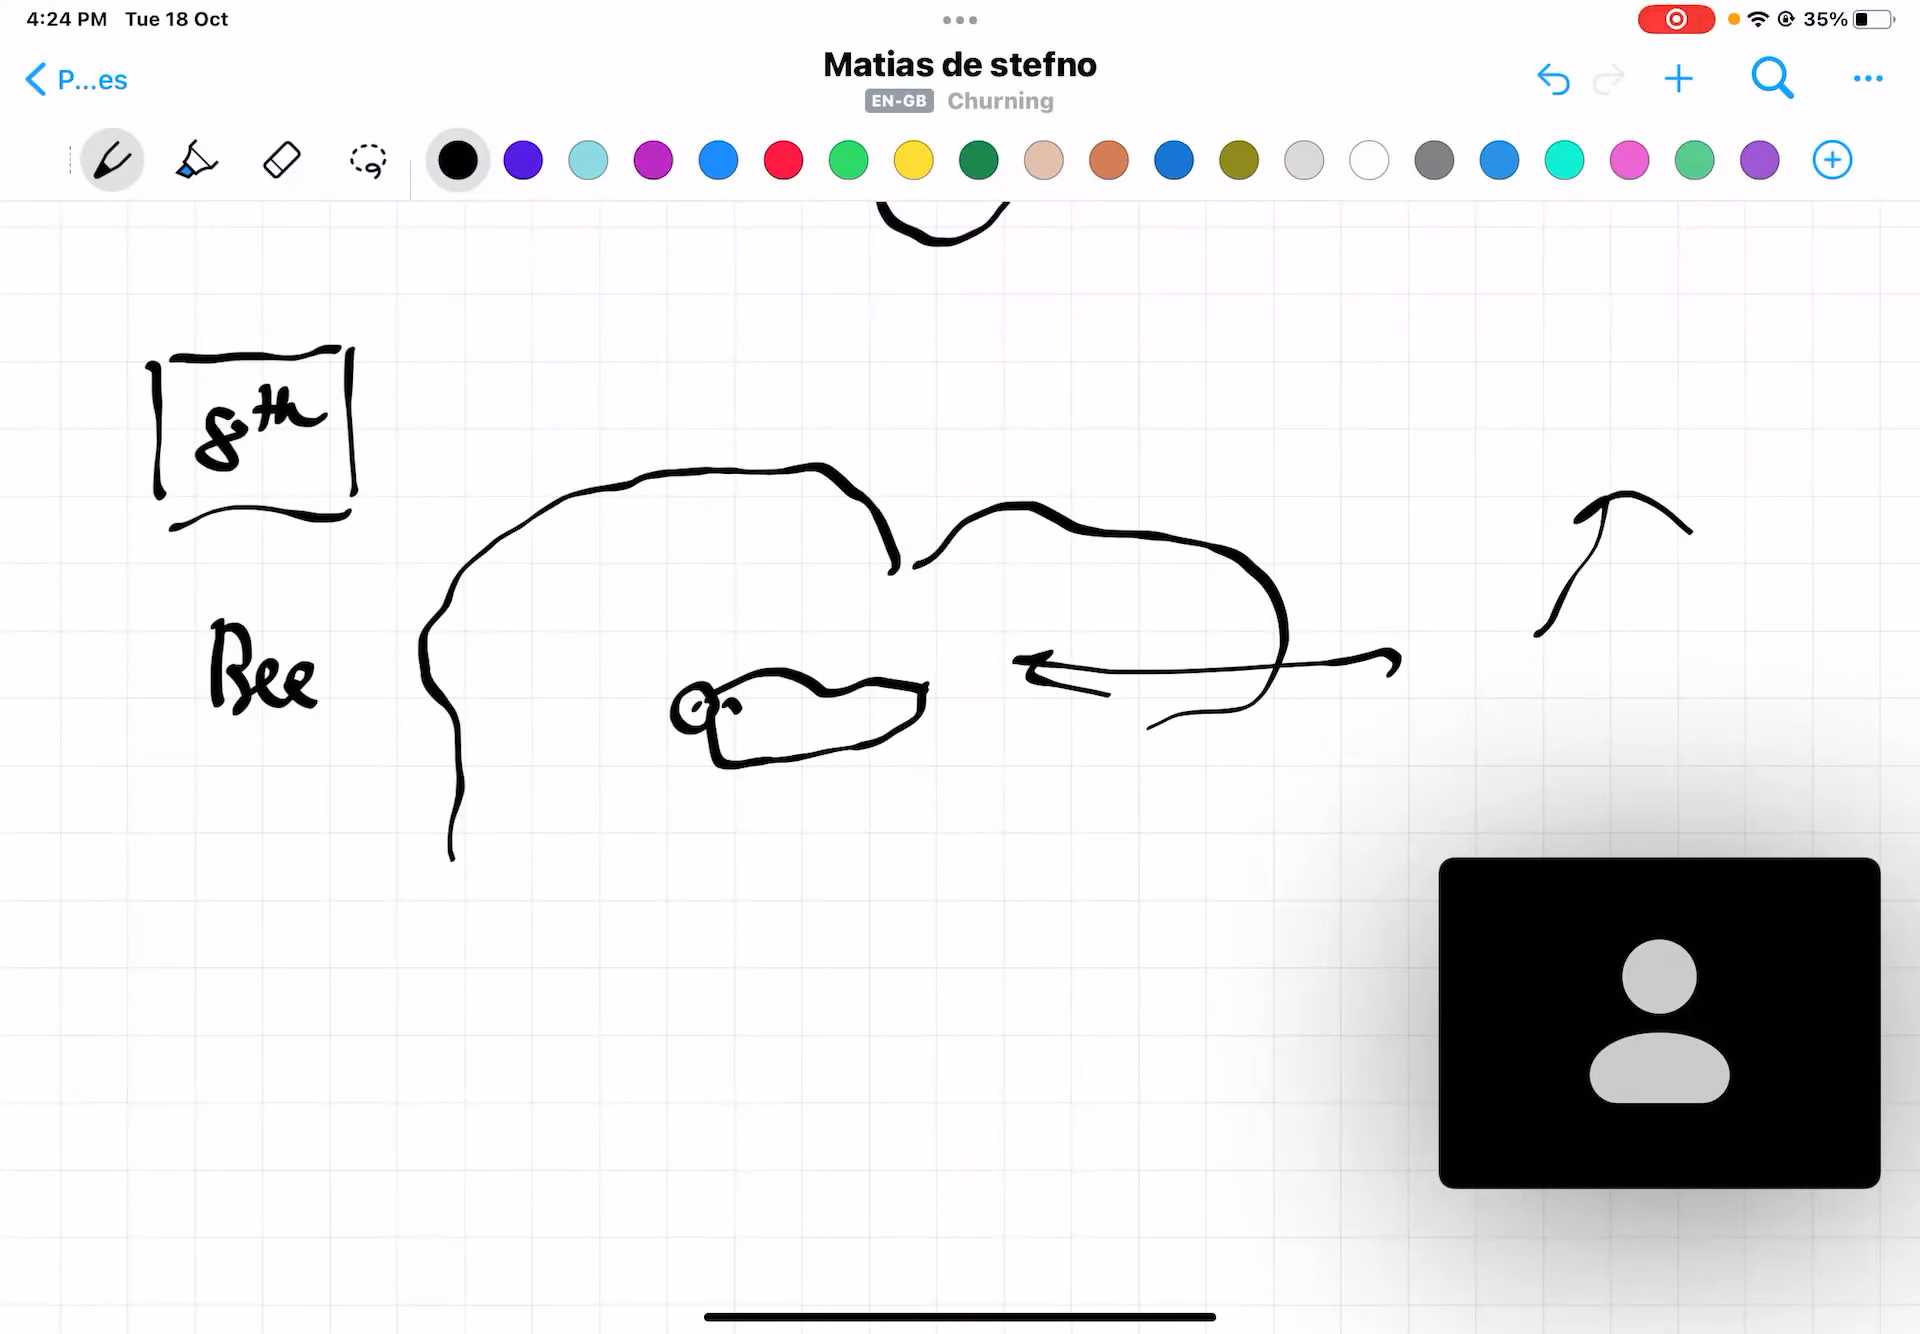 4:24 PM Tue 18 Oct
35%
P...es
Matias de stefno
EN-GB Churning
8th
Bee